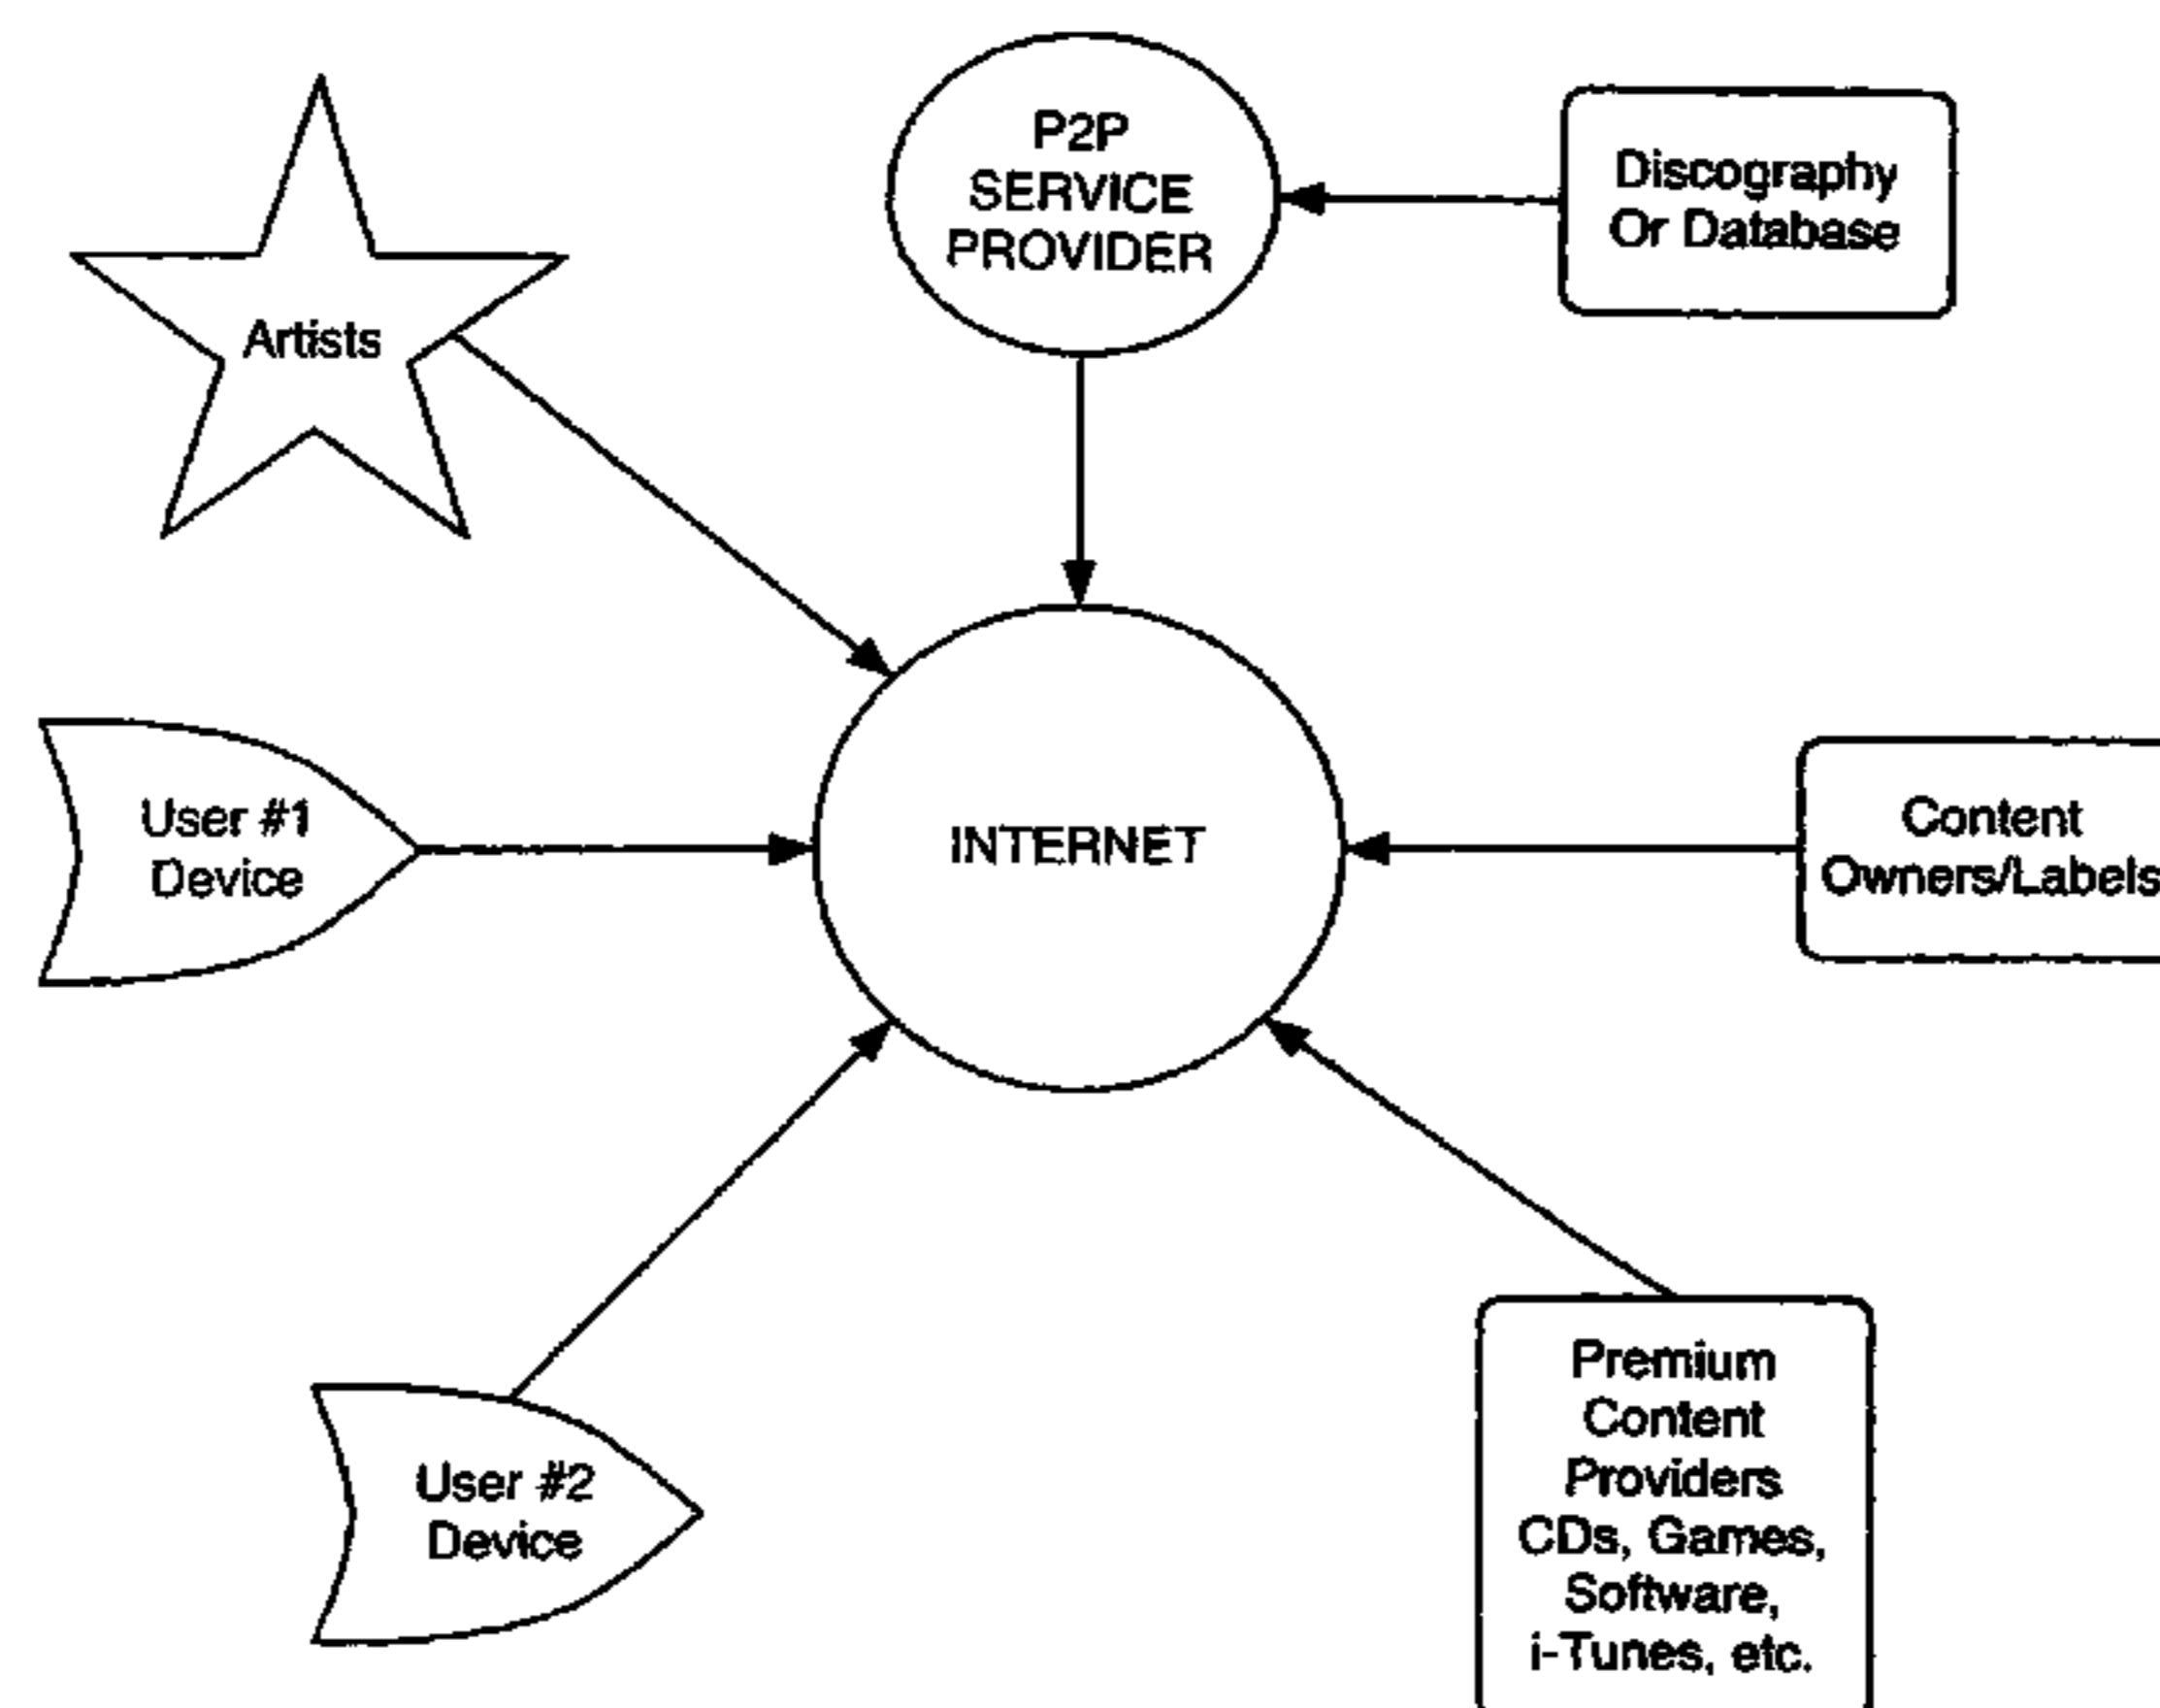 P2P
SERVICE
PROVIDER
Discography
Or Database
Artists
User #1
Device
INTERNET
Content
Owners/Labels
User #2
Device
Premium
Content
Providers
CDs, Games,
Software,
i-Tunes, etc.